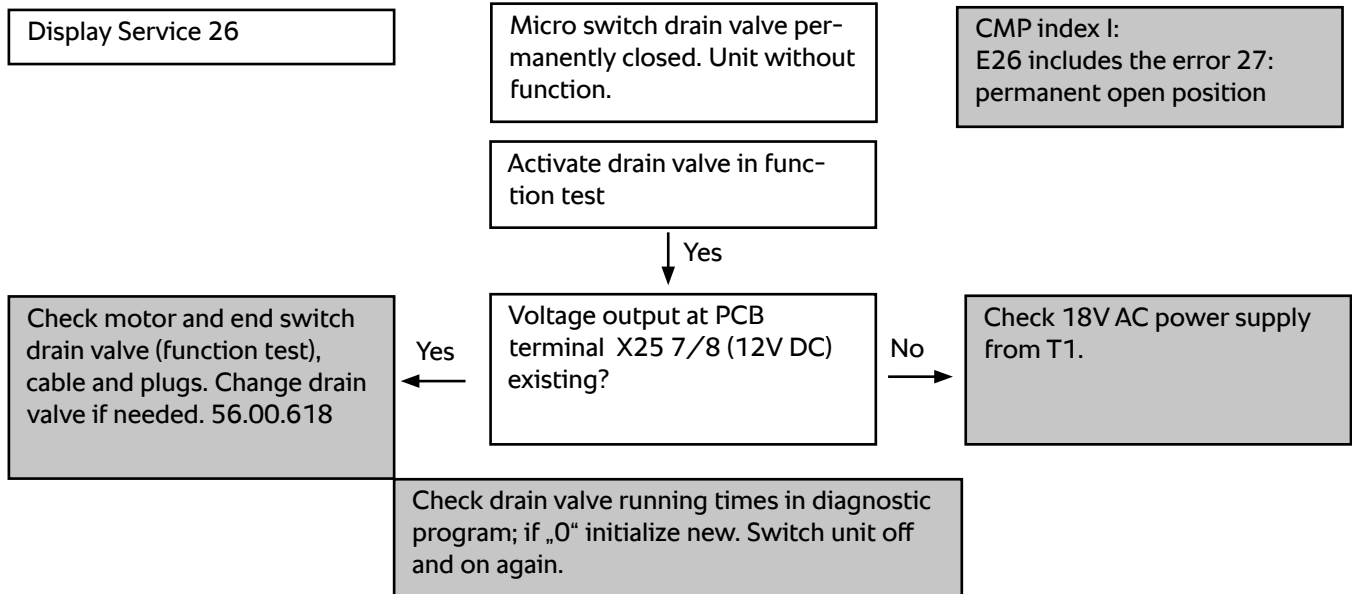 Display Service 26
Micro switch drain valve per-
manently closed. Unit without
function.
CMP index I:
E26 includes the error 27:
permanent open position
Activate drain valve in func-
tion test
Yes
Check motor and end switch
drain valve (function test),
cable and plugs. Change drain
valve if needed. 56.00.618
Yes
Voltage output at PCB
terminal X25 7/8 (12V DC)
existing?
No
Check 18V AC power supply
from T1.
Check drain valve running times in diagnostic
program; if „0“ initialize new. Switch unit off
and on again.